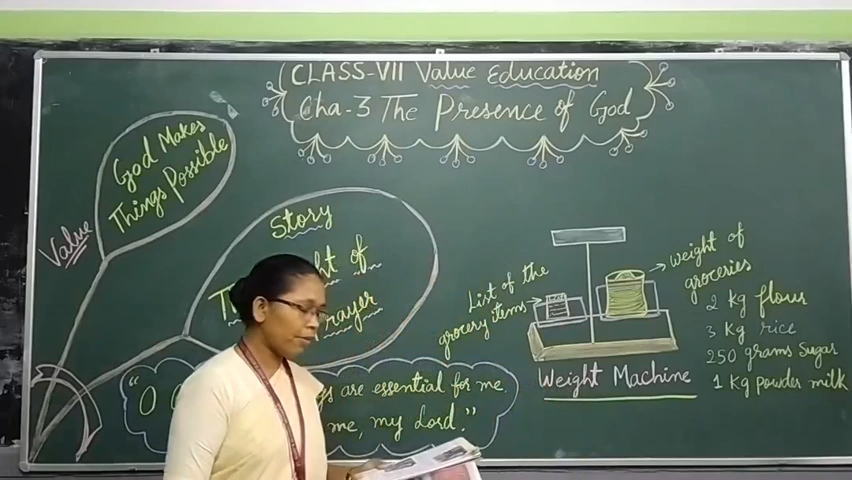 CLASS-VII Value Education
Cha-3 The Presence of God
God Makes
Things Possible
Value
Story
of
"O
are essential for me.
me, my Lord."
List of the
grocery items
Weight of
groceries
2 kg flour
3 kg rice
250 grams Sugar
1 kg powder milk
Weight Machine